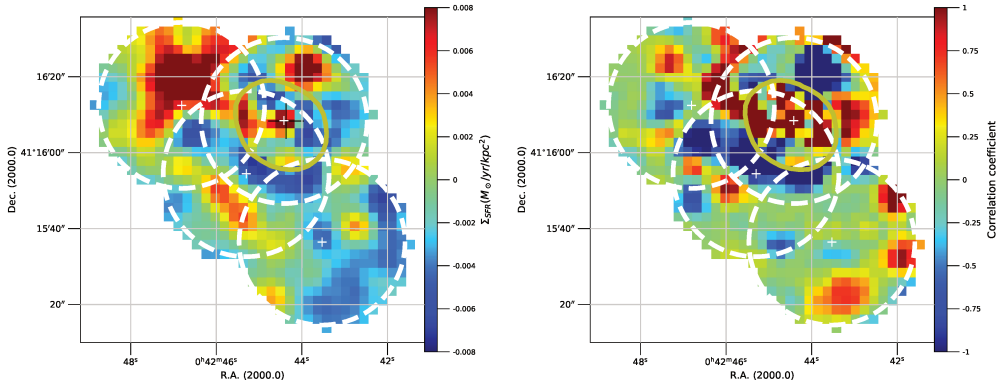 16′20″
41°16′00″
15′40″
20″
Dec. (2000.0)
48ˢ
0ʰ42ᵐ46ˢ
44ˢ
42ˢ
R.A. (2000.0)
0.008
0.006
0.004
0.002
0
-0.002
-0.004
-0.006
-0.008
Σ_SFR(M_⊙/yr/kpc²)
16′20″
41°16′00″
15′40″
20″
Dec. (2000.0)
48ˢ
0ʰ42ᵐ46ˢ
44ˢ
42ˢ
R.A. (2000.0)
1
0.75
0.5
0.25
0
-0.25
-0.5
-0.75
-1
Correlation coefficient